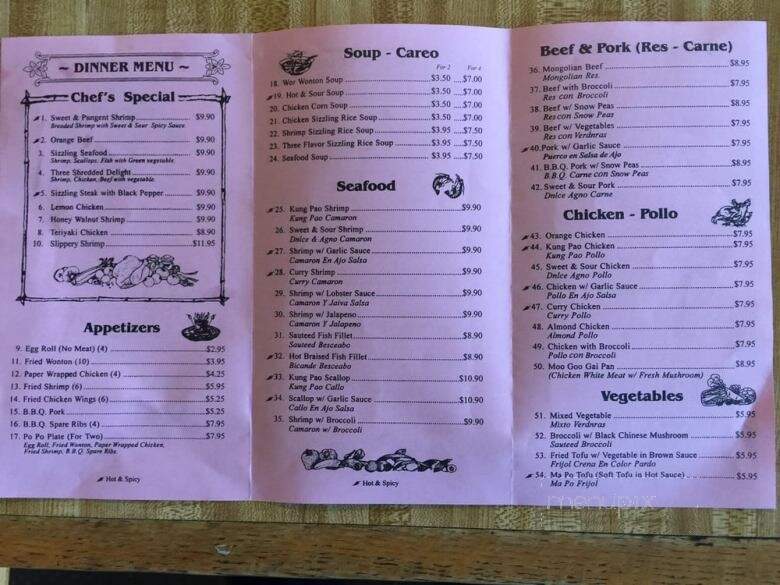 ~ DINNER MENU ~
Chef's Special
1. Sweet & Pungent Shrimp $9.90
Breaded Shrimp with Sweet & Sour Spicy Sauce
2. Orange Beef $9.90
3. Sizzling Seafood $9.90
Shrimp, Scallops, Fish with Green vegetable.
4. Three Shredded Delight $9.90
Shrimp, Chicken, Beef with vegetable.
5. Sizzling Steak with Black Pepper $9.90
6. Lemon Chicken $9.90
7. Honey Walnut Shrimp $9.90
8. Teriyaki Chicken $8.90
10. Slippery Shrimp $11.95
Appetizers
9. Egg Roll (No Meat) (4) $2.95
11. Fried Wonton (10) $3.95
12. Paper Wrapped Chicken (4) $4.25
13. Fried Shrimp (6) $5.95
14. Fried Chicken Wings (6) $5.25
15. B.B.Q. Pork $5.25
16. B.B.Q. Spare Ribs (4) $7.95
17. Po Po Plate (For Two) $7.95
Egg Roll, Fried Wonton, Paper Wrapped Chicken,
Fried Shrimp, B.B.Q. Spare Ribs.
Hot & Spicy
Soup - Careo
For 2 For 4
18. Wor Wonton Soup $3.50 $7.00
19. Hot & Sour Soup $3.50 $7.00
20. Chicken Corn Soup $3.50 $7.00
21. Chicken Sizzling Rice Soup $3.50 $7.00
22. Shrimp Sizzling Rice Soup $3.95 $7.50
23. Three Flavor Sizzling Rice Soup $3.95 $7.50
24. Seafood Soup $3.95 $7.50
Seafood
25. Kung Pao Shrimp $9.90
Kung Pao Camaron
26. Sweet & Sour Shrimp $9.90
Dulce & Agno Camaron
27. Shrimp w/ Garlic Sauce $9.90
Camaron En Ajo Salsa
28. Curry Shrimp $9.90
Curry Camaron
29. Shrimp w/ Lobster Sauce $9.90
Camaron Y Jaiva Salsa
30. Shrimp w/ Jalapeno $9.90
Camaron Y Jalapeno
31. Sauteed Fish Fillet $8.90
Sauteed Besceabo
32. Hot Braised Fish Fillet $8.90
Bicande Besceabo
33. Kung Pao Scallop $10.90
Kung Pao Callo
34. Scallop w/ Garlic Sauce $10.90
Callo En Ajo Salsa
35. Shrimp w/ Broccoli $9.90
Camaron w/ Broccoli
Hot & Spicy
Beef & Pork (Res - Carne)
36. Mongolian Beef $8.95
Mongolian Res.
37. Beef with Broccoli $7.95
Res con Broccoli
38. Beef w/ Snow Peas $8.95
Res con Snow Peas
39. Beef w/ Vegetables $7.95
Res con Verdnras
40. Pork w/ Garlic Sauce $7.95
Puerco en Salsa de Ajo
41. B.B.Q. Pork w/ Snow Peas $8.95
B.B.Q. Carne con Snow Peas
42. Sweet & Sour Pork $7.95
Dnlce Agno Carne
Chicken - Pollo
43. Orange Chicken $7.95
44. Kung Pao Chicken $7.95
Kung Pao Pollo
45. Sweet & Sour Chicken $7.95
Dnlce Agno Pollo
46. Chicken w/ Garlic Sauce $7.95
Pollo En Ajo Salsa
47. Curry Chicken $7.95
Curry Pollo
48. Almond Chicken $7.95
Almond Pollo
49. Chicken with Broccoli $7.95
Pollo con Broccoli
50. Moo Goo Gai Pan $8.95
(Chicken White Meat w/ Fresh Mushroom)
Vegetables
51. Mixed Vegetable $5.95
Mixto Verdnras
52. Broccoli w/ Black Chinese Mushroom $5.95
Sauteed Broccoli
53. Fried Tofu w/ Vegetable in Brown Sauce $5.95
Frijol Crena En Color Pardo
54. Ma Po Tofu (Soft Tofu in Hot Sauce) $5.95
Ma Po Frijol
menupix